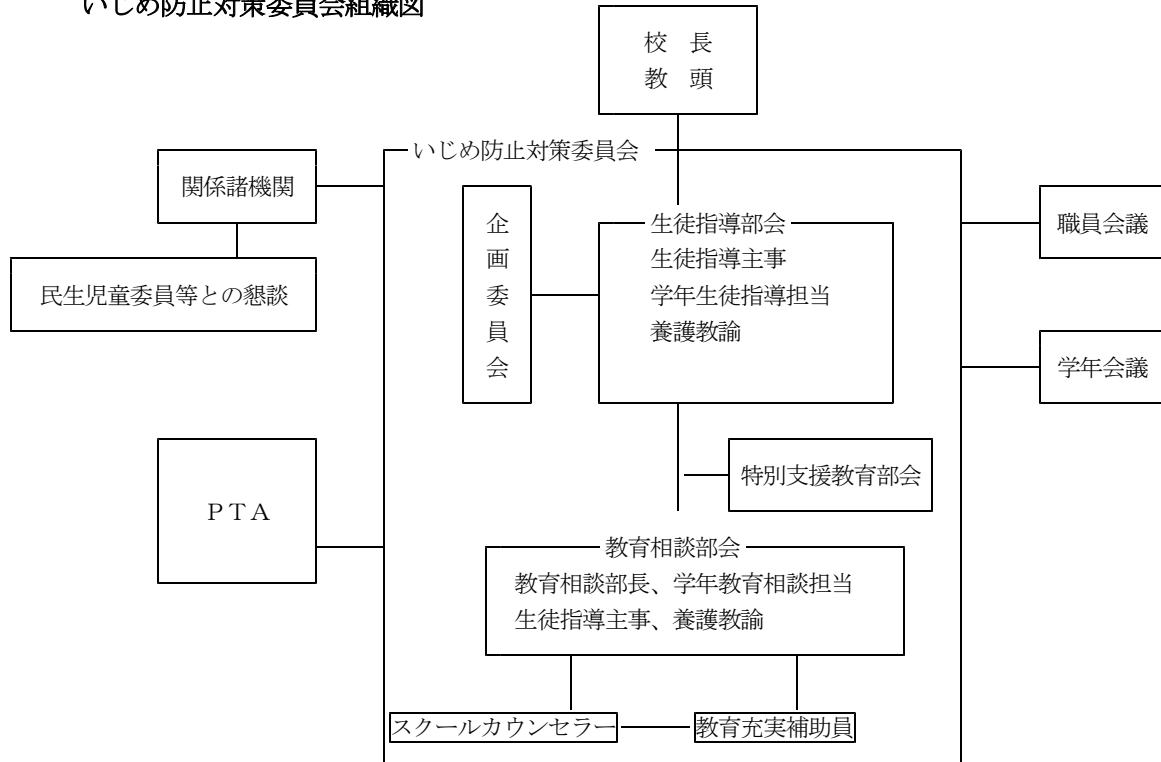 いじめ防止対策委員会組織図
校 長
教 頭
いじめ防止対策委員会
関係諸機関
民生児童委員等との懇談
企画委員会
生徒指導部会
生徒指導主事
学年生徒指導担当
養護教諭
職員会議
学年会議
PTA
特別支援教育部会
教育相談部会
教育相談部長、学年教育相談担当
生徒指導主事、養護教諭
スクールカウンセラー
教育充実補助員